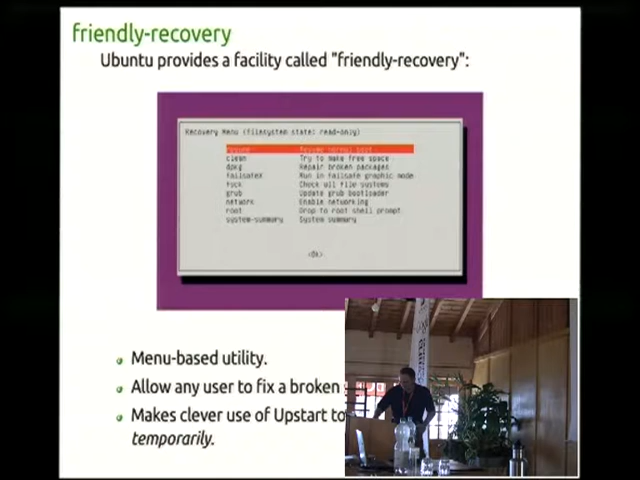 friendly-recovery
Ubuntu provides a facility called "friendly-recovery":
Recovery Menu (filesystem state: read-only)
resume Resume normal boot
clean Try to make free space
dpkg Repair broken packages
failsafeX Run in failsafe graphic mode
fsck Check all file systems
grub Update grub bootloader
network Enable networking
root Drop to root shell prompt
system-summary System summary
<Ok>
Menu-based utility.
Allow any user to fix a broken
Makes clever use of Upstart to
temporarily.